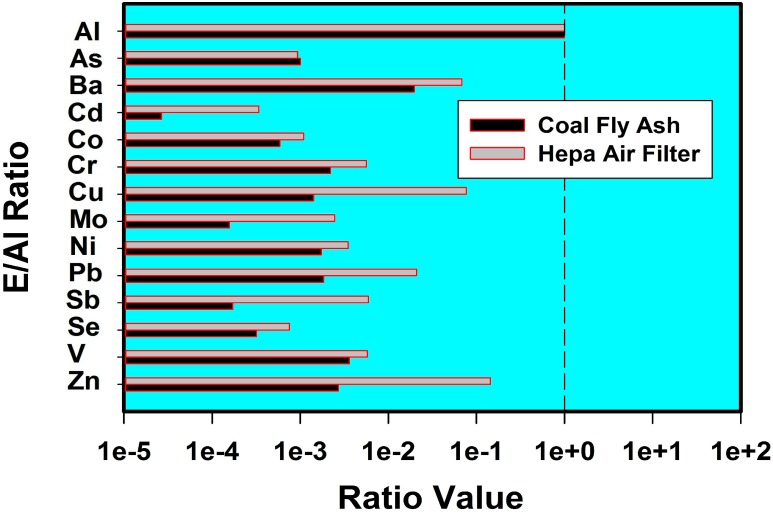 E/Al Ratio
Al
As
Ba
Cd
Co
Cr
Cu
Mo
Ni
Pb
Sb
Se
V
Zn
Coal Fly Ash
Hepa Air Filter
1e-5 1e-4 1e-3 1e-2 1e-1 1e+0 1e+1 1e+2
Ratio Value